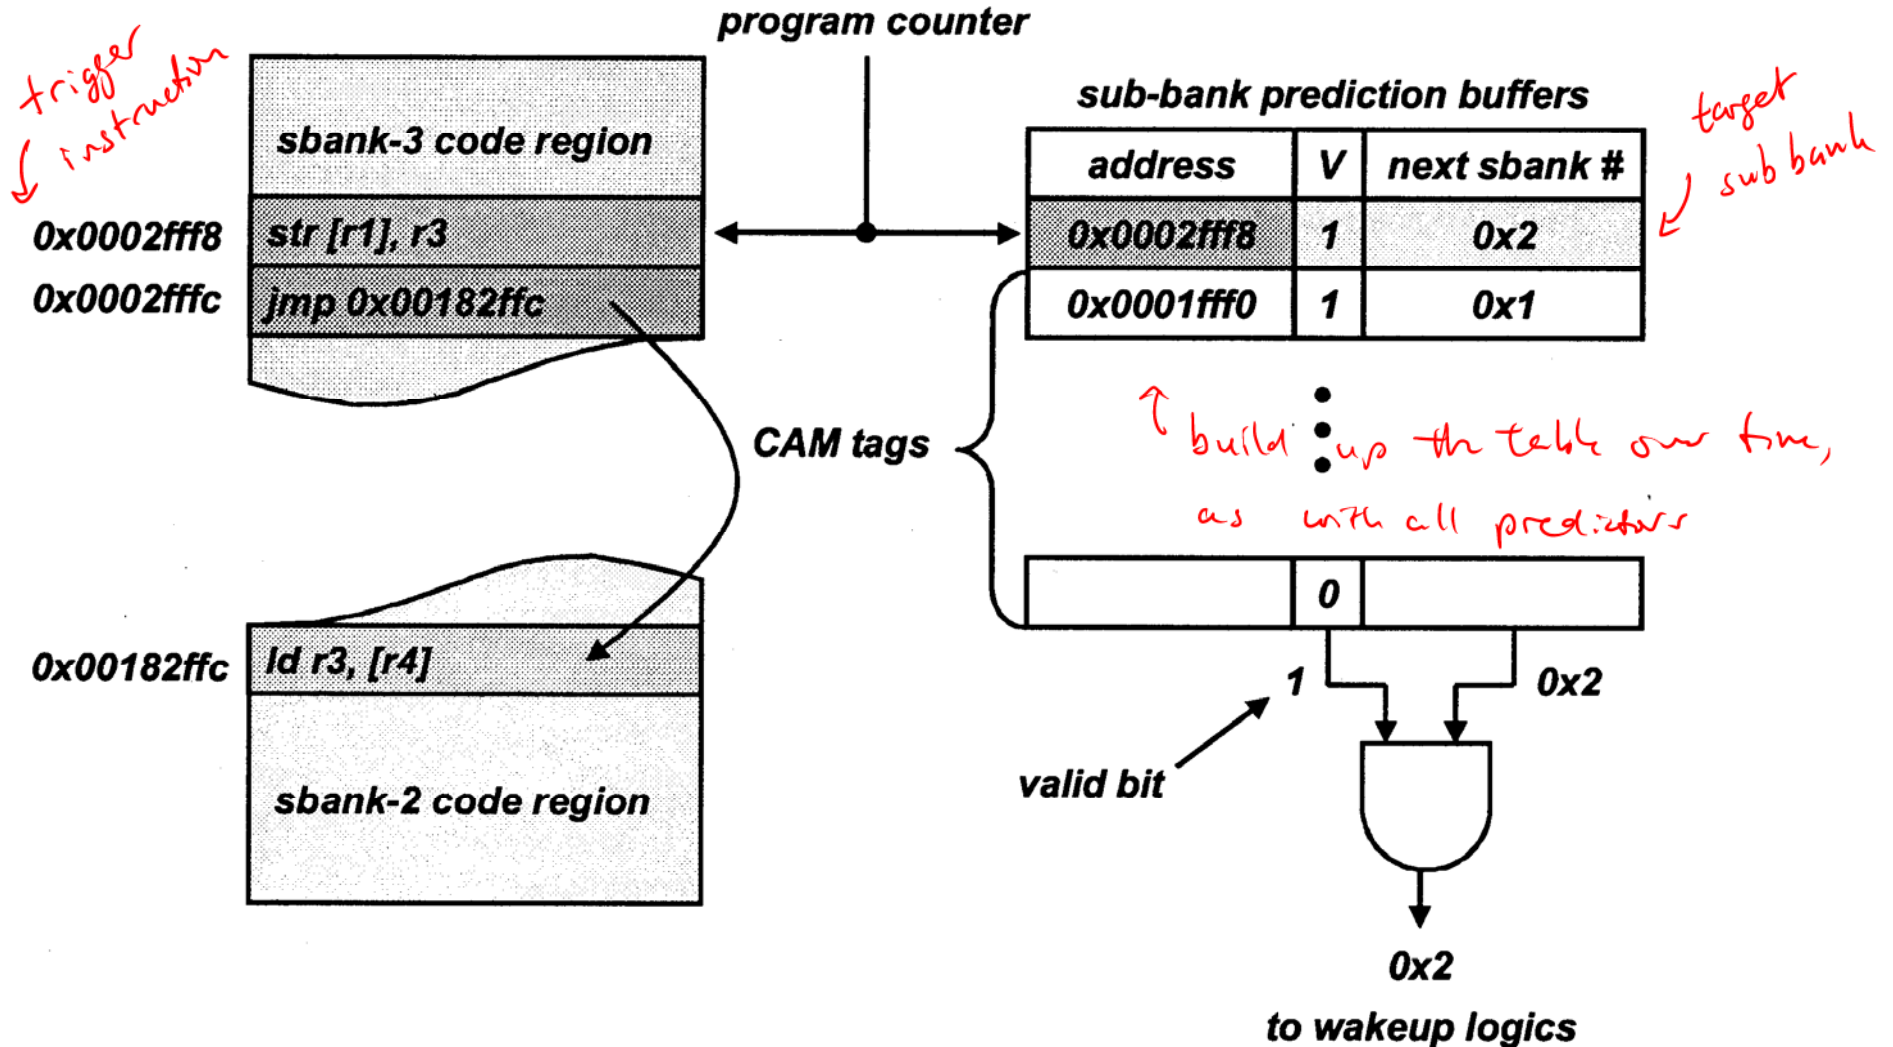 program counter
trigger
instruction
sbank-3 code region
0x0002fff8 str [r1], r3
0x0002fffc jmp 0x00182ffc
sub-bank prediction buffers
target
sub bank
address V next sbank #
0x0002fff8 1 0x2
0x0001fff0 1 0x1
CAM tags
build up the table over time,
as with all predictors
0
0x00182ffc ld r3, [r4]
sbank-2 code region
1 0x2
valid bit
0x2
to wakeup logics